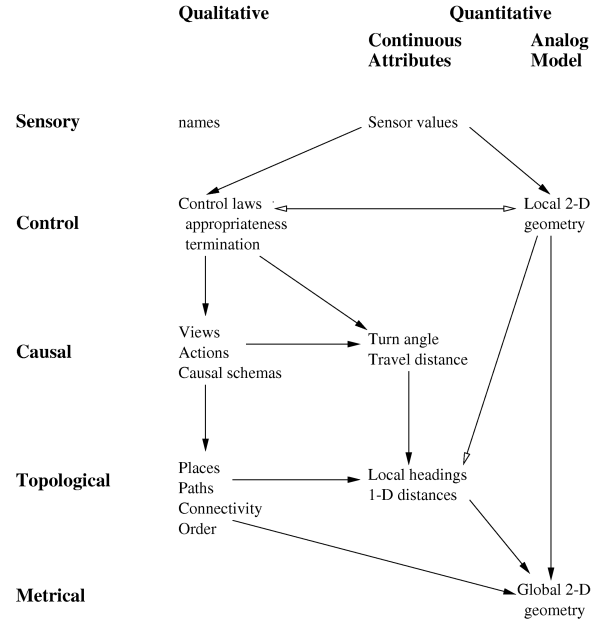 Qualitative Quantitative
Continuous Analog
Attributes Model
Sensory names Sensor values
Control laws Local 2-D
Control appropriateness geometry
termination
Views Turn angle
Causal Actions Travel distance
Causal schemas
Places Local headings
Topological Paths 1-D distances
Connectivity
Order
Global 2-D
Metrical geometry